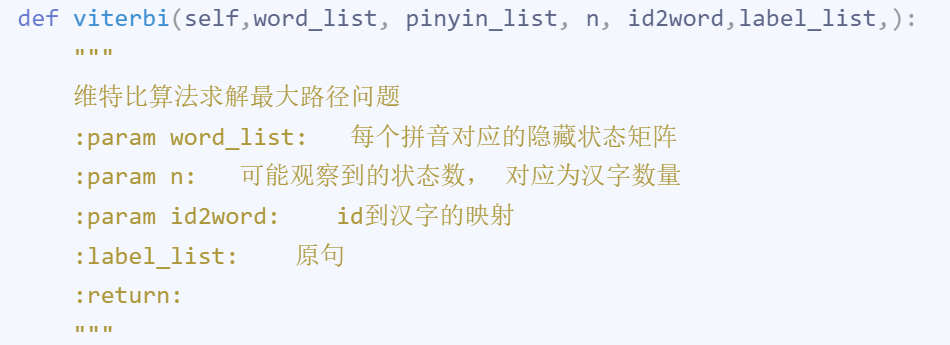 def viterbi(self,word_list, pinyin_list, n, id2word,label_list,):
"""
维特比算法求解最大路径问题
:param word_list: 每个拼音对应的隐藏状态矩阵
:param n: 可能观察到的状态数, 对应为汉字数量
:param id2word: id到汉字的映射
:label_list: 原句
:return:
"""